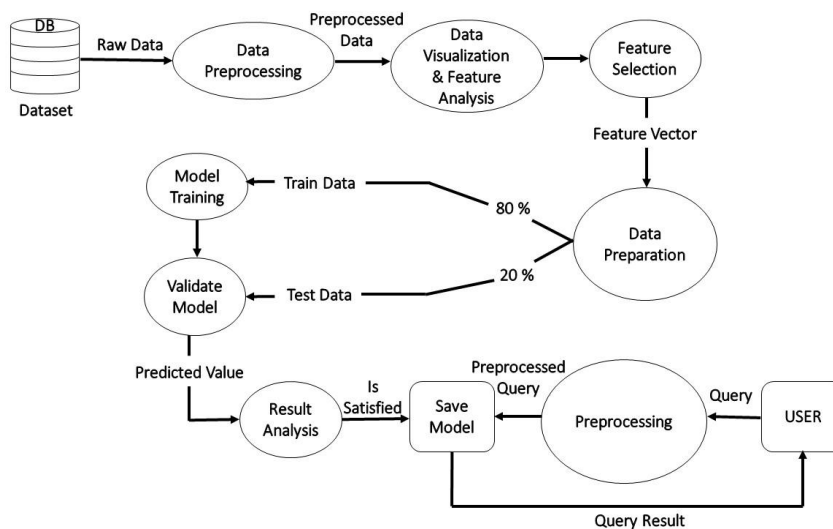 DB
Dataset
Raw Data
Data
Preprocessing
Preprocessed
Data
Data
Visualization
& Feature
Analysis
Feature
Selection
Feature Vector
Data
Preparation
80 %
Train Data
Model
Training
20 %
Test Data
Validate
Model
Predicted Value
Result
Analysis
Is
Satisfied
Save
Model
Preprocessed
Query
Preprocessing
Query
USER
Query Result